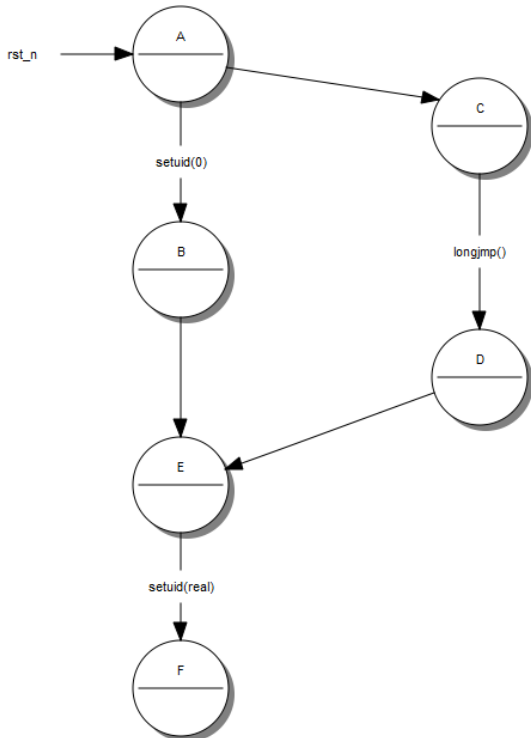 A
rst_n
C
setuid(0)
B
longjmp()
D
E
setuid(real)
F